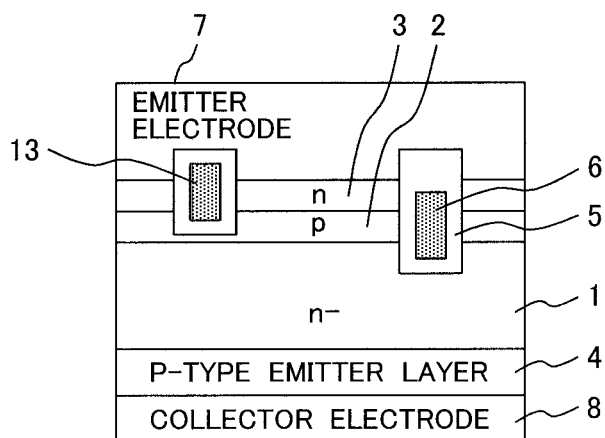 7
3
2
EMITTER
ELECTRODE
13
6
n
5
p
1
n−
P-TYPE EMITTER LAYER
4
COLLECTOR ELECTRODE
8